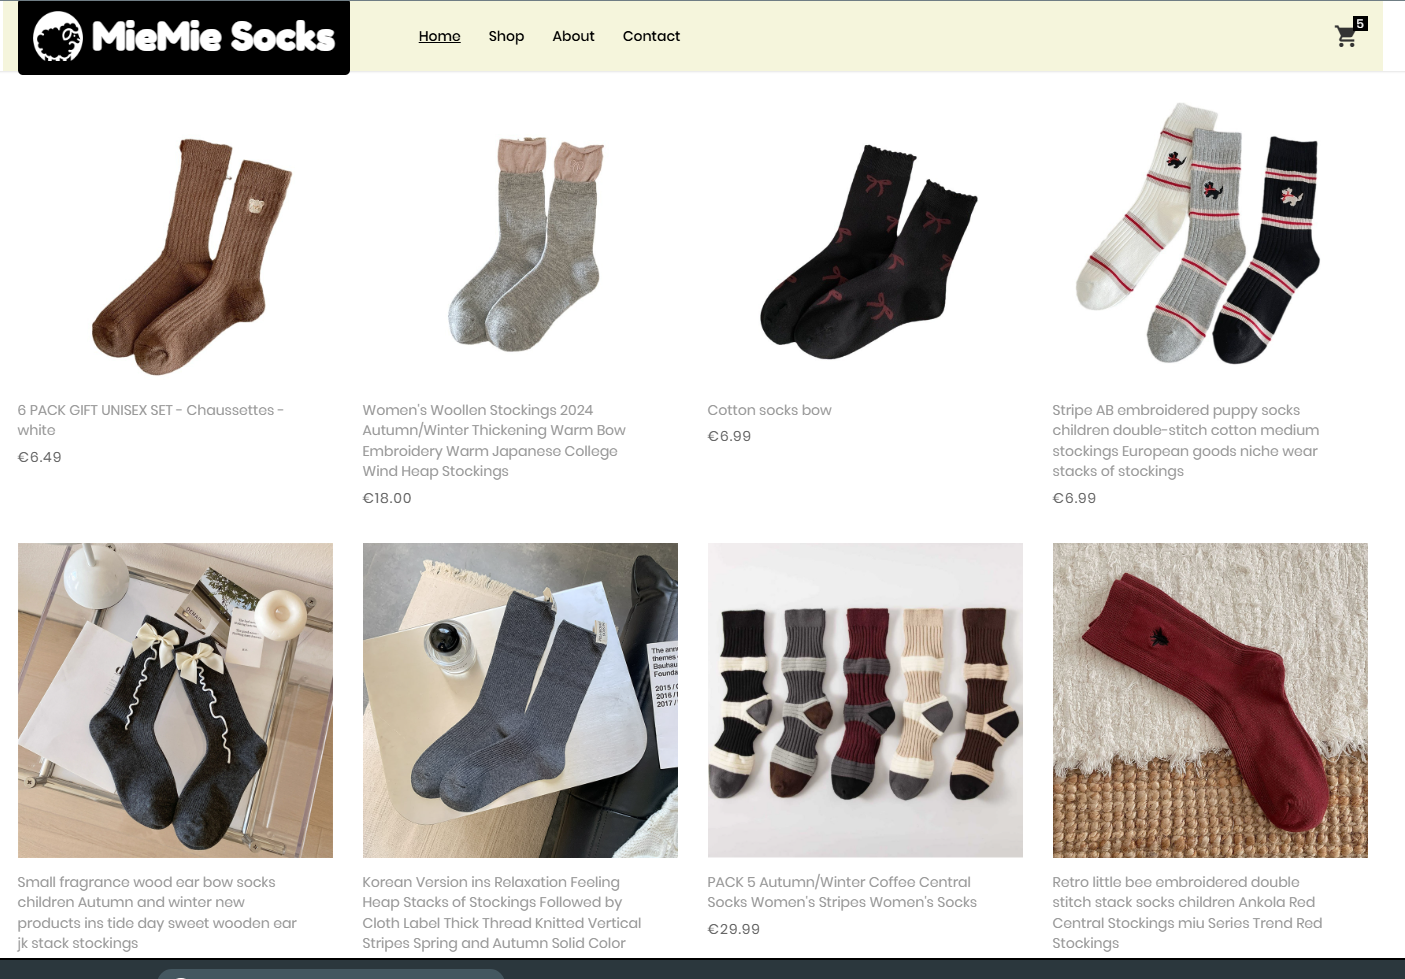 MieMie Socks
Home
Shop
About
Contact
5
6 PACK GIFT UNISEX SET - Chaussettes -
white
€6.49
Women's Woollen Stockings 2024
Autumn/Winter Thickening Warm Bow
Embroidery Warm Japanese College
Wind Heap Stockings
€18.00
Cotton socks bow
€6.99
Stripe AB embroidered puppy socks
children double-stitch cotton medium
stockings European goods niche wear
stacks of stockings
€6.99
2015 /
2016 /
2017 /
Small fragrance wood ear bow socks
children Autumn and winter new
products ins tide day sweet wooden ear
jk stack stockings
Korean Version ins Relaxation Feeling
Heap Stacks of Stockings Followed by
Cloth Label Thick Thread Knitted Vertical
Stripes Spring and Autumn Solid Color
PACK 5 Autumn/Winter Coffee Central
Socks Women's Stripes Women's Socks
€29.99
Retro little bee embroidered double
stitch stack socks children Ankola Red
Central Stockings miu Series Trend Red
Stockings